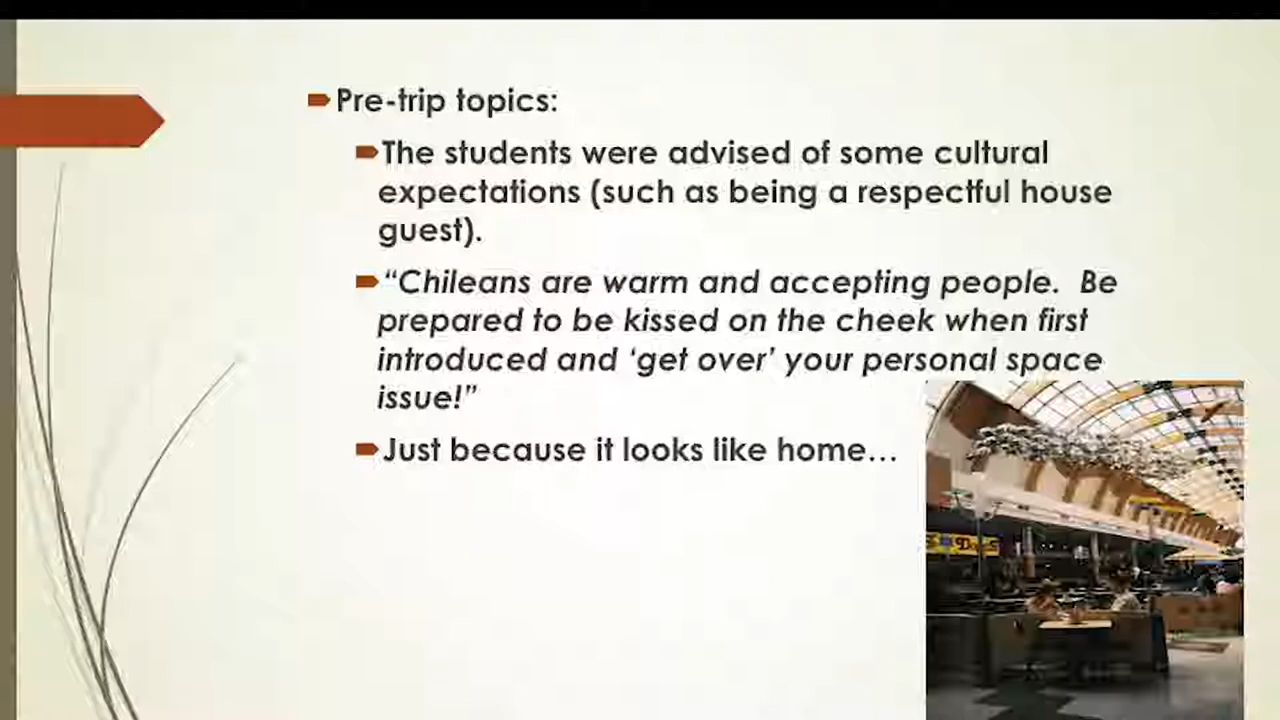 Pre-trip topics:
The students were advised of some cultural
expectations (such as being a respectful house
guest).
“Chileans are warm and accepting people.  Be
prepared to be kissed on the cheek when first
introduced and ‘get over’ your personal space
issue!”
Just because it looks like home…